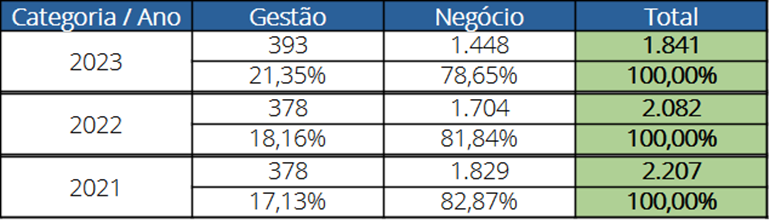 Categoria / Ano Gestão Negócio Total
2023 393 1.448 1.841
21,35% 78,65% 100,00%
2022 378 1.704 2.082
18,16% 81,84% 100,00%
2021 378 1.829 2.207
17,13% 82,87% 100,00%